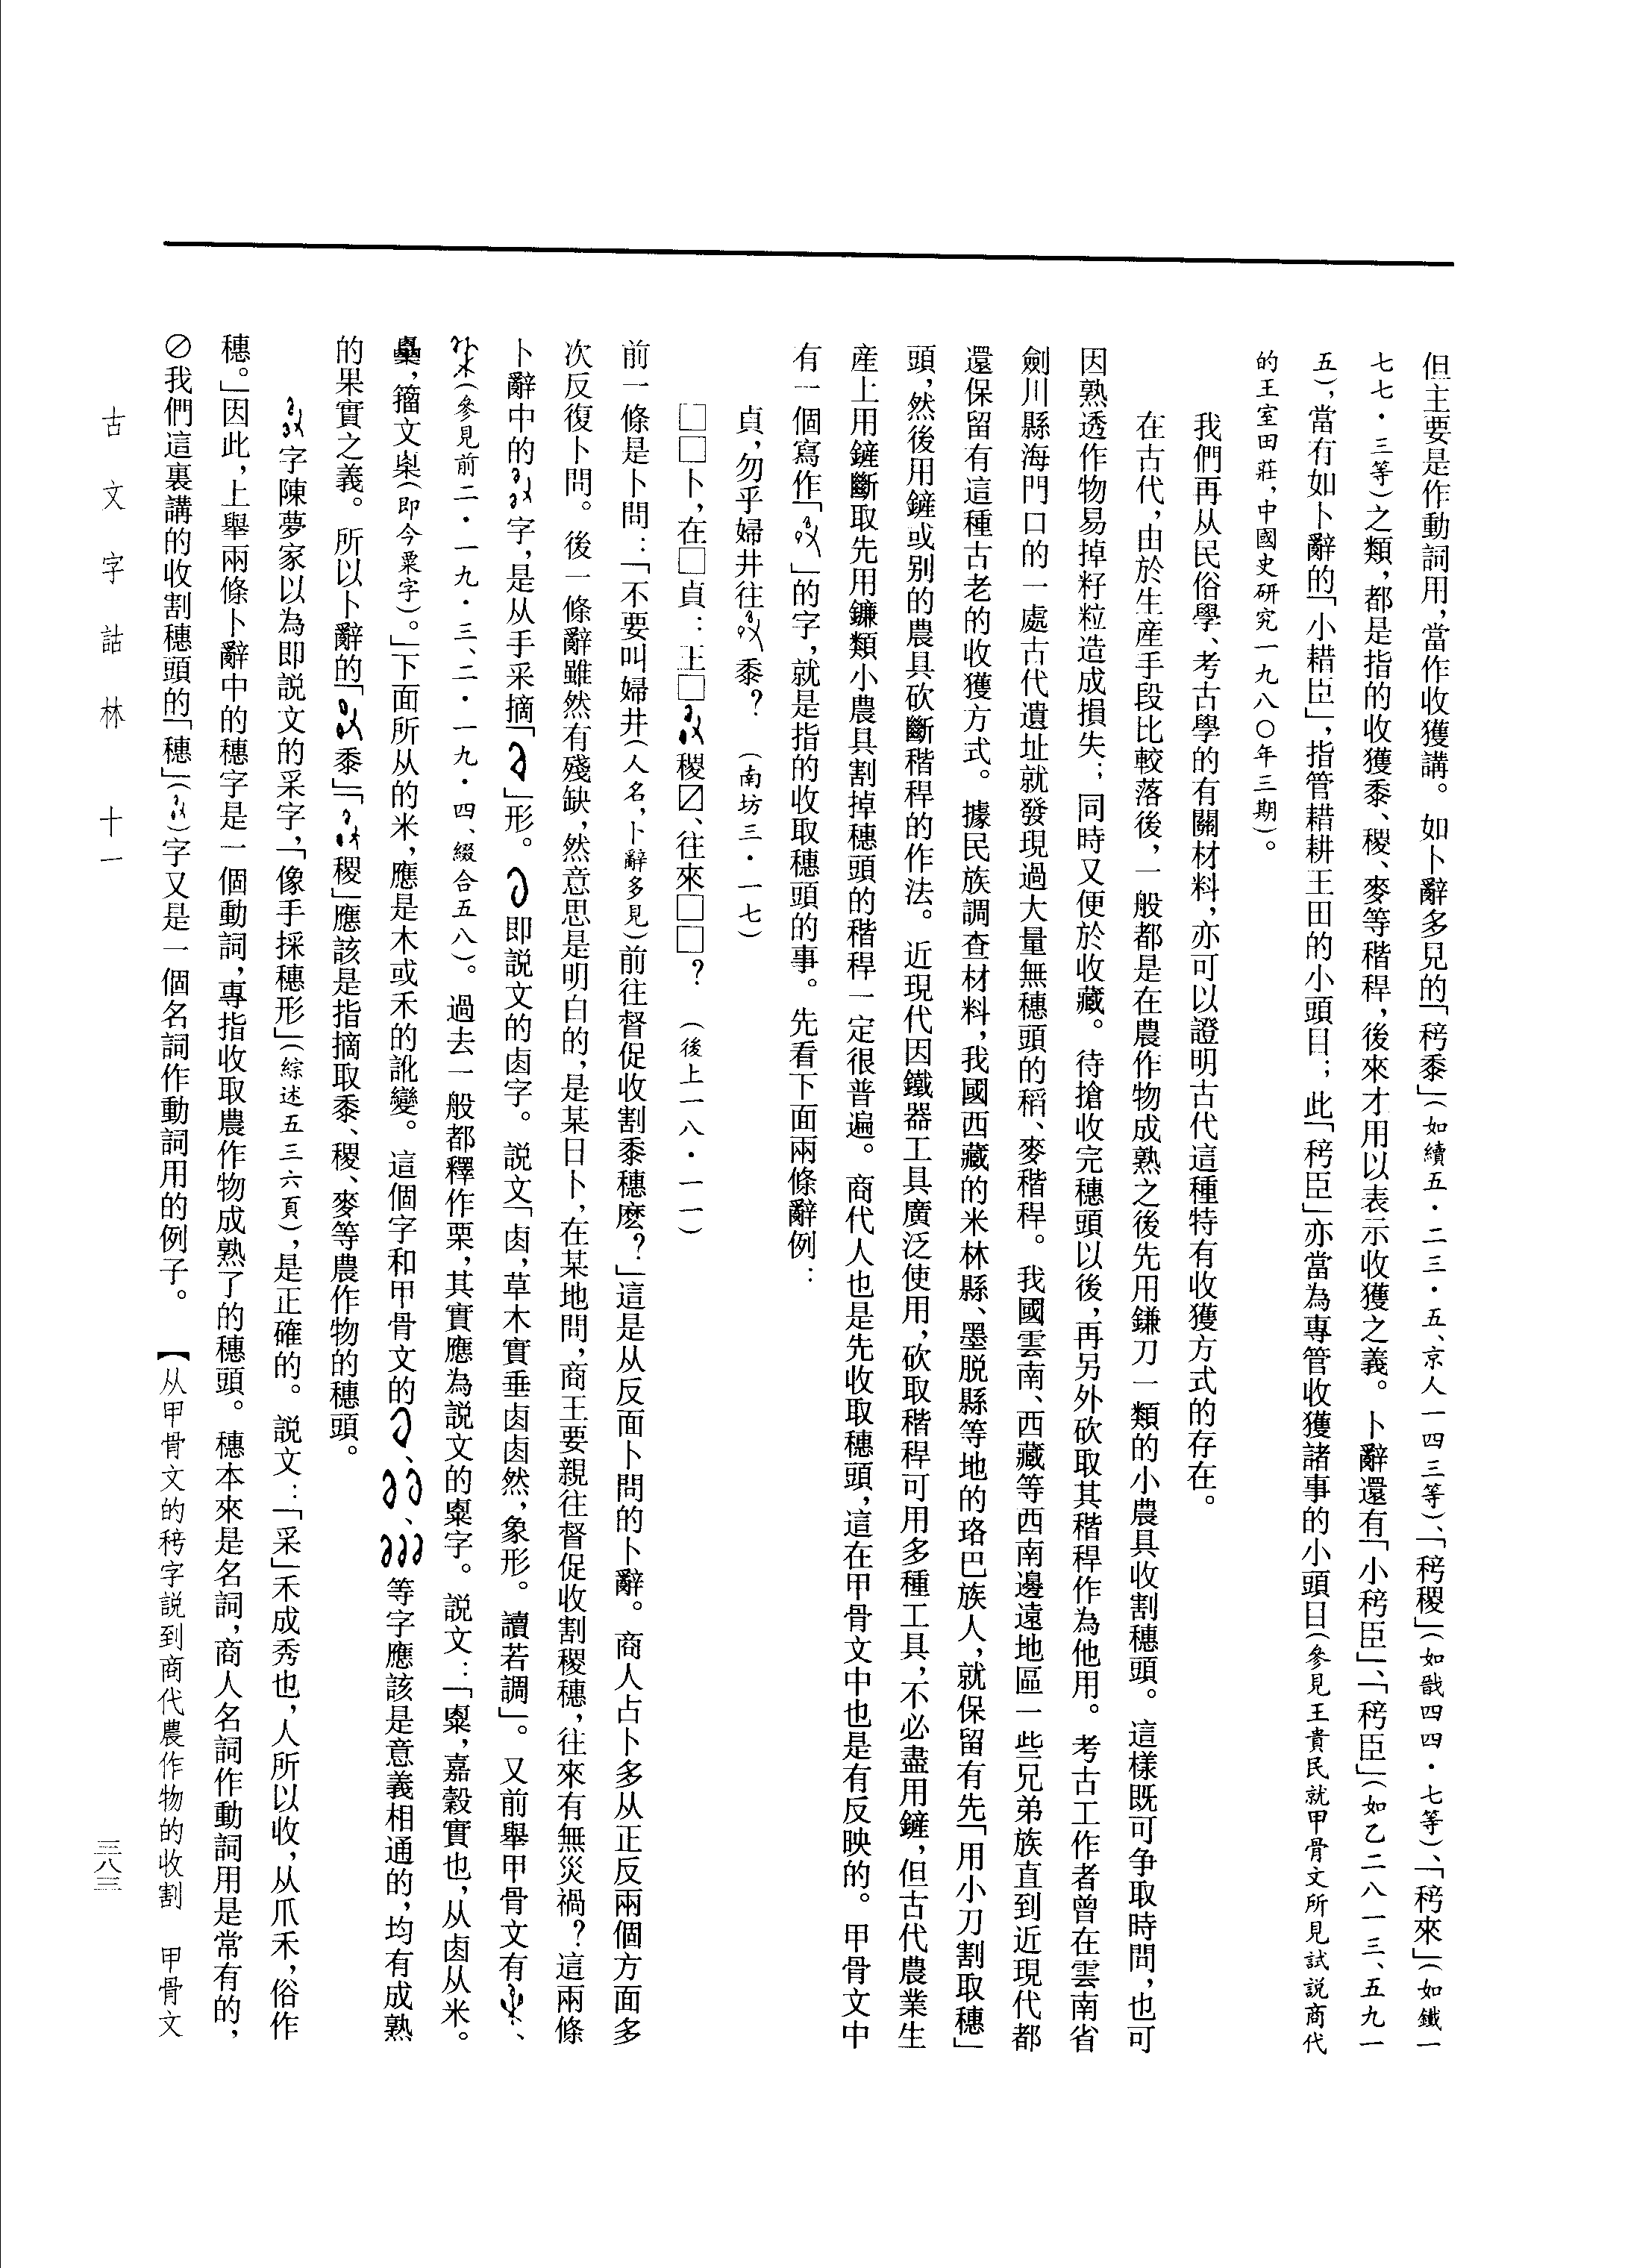 但主要是作動詞用，當作收獲講。如卜辭多見的「䅭黍」（如續五·二三·五、京人一四三等）、「䅭稷」（如戩四四·七等）、「䅭來」（如鐵一
七七·三等）之類，都是指的收獲黍、稷、麥等稭稈，後來才用以表示收獲之義。卜辭還有「小䅭臣」、「䅭臣」（如乙二八一三、五九一
五），當有如卜辭的「小耤臣」，指管耤耕王田的小頭目；此「䅭臣」亦當為專管收獲諸事的小頭目（參見王貴民就甲骨文所見試説商代
的王室田莊，中國史研究一九八〇年三期）。
我們再从民俗學、考古學的有關材料，亦可以證明古代這種特有收獲方式的存在。
在古代，由於生産手段比較落後，一般都是在農作物成熟之後先用鎌刀一類的小農具收割穗頭。這樣既可争取時間，也可
因熟透作物易掉籽粒造成損失；同時又便於收藏。待搶收完穗頭以後，再另外砍取其稭稈作為他用。考古工作者曾在雲南省
劍川縣海門口的一處古代遺址就發現過大量無穗頭的稻、麥稭稈。我國雲南、西藏等西南邊遠地區一些兄弟族直到近現代都
還保留有這種古老的收獲方式。據民族調查材料，我國西藏的米林縣、墨脱縣等地的珞巴族人，就保留有先「用小刀割取穗」
頭，然後用鏟或别的農具砍斷稭稈的作法。近現代因鐵器工具廣泛使用，砍取稭稈可用多種工具，不必盡用鏟，但古代農業生
産上用鏟斷取先用鐮類小農具割掉穗頭的稭稈一定很普遍。商代人也是先收取穗頭，這在甲骨文中也是有反映的。甲骨文中
有一個寫作「」的字，就是指的收取穗頭的事。先看下面兩條辭例：
貞，勿乎婦井往黍？（南坊三·一七）
□□卜，在□貞：王□稷☑、往來□□？（後上一八·一一）
前一條是卜問：「不要叫婦井（人名，卜辭多見）前往督促收割黍穗麽？」這是从反面卜問的卜辭。商人占卜多从正反兩個方面多
次反復卜問。後一條辭雖然有殘缺，然意思是明白的，是某日卜，在某地問，商王要親往督促收割稷穗，往來有無災禍？這兩條
卜辭中的字，是从手采摘「」形。即説文的卤字。説文「卤，草木實垂卤卤然，象形。讀若調」。又前舉甲骨文有、
（參見前二·一九·三、二·一九·四、綴合五八）。過去一般都釋作栗，其實應為説文的㮚字。説文：「㮚，嘉穀實也，从卤从米。
，籀文㮚（即今粟字）。」下面所从的米，應是木或禾的訛變。這個字和甲骨文的、、等字應該是意義相通的，均有成熟
的果實之義。所以卜辭的「黍」「稷」應該是指摘取黍、稷、麥等農作物的穗頭。
字陳夢家以為即説文的采字，「像手採穗形」（綜述五三六頁），是正確的。説文：「采」禾成秀也，人所以收，从爪禾，俗作
穗。」因此，上舉兩條卜辭中的穗字是一個動詞，專指收取農作物成熟了的穗頭。穗本來是名詞，商人名詞作動詞用是常有的，
⊘我們這裏講的收割穗頭的「穗」（）字又是一個名詞作動詞用的例子。【从甲骨文的䅭字説到商代農作物的收割 甲骨文
古文字詁林 十一
三八三